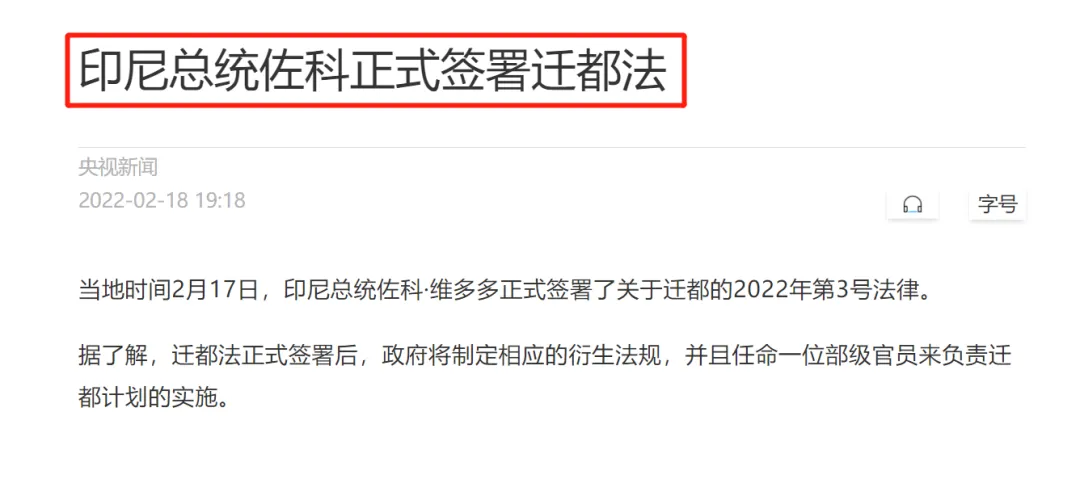 印尼总统佐科正式签署迁都法
央视新闻
2022-02-18 19:18
字号
当地时间2月17日，印尼总统佐科·维多多正式签署了关于迁都的2022年第3号法律。
据了解，迁都法正式签署后，政府将制定相应的衍生法规，并且任命一位部级官员来负责迁
都计划的实施。